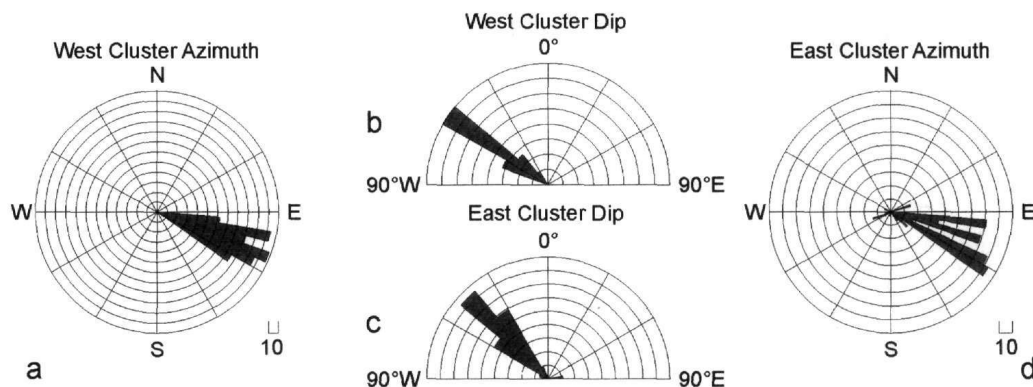 West Cluster Azimuth
N
W
E
S
10
a
West Cluster Dip
0°
b
90°W
90°E
East Cluster Dip
0°
c
90°W
90°E
East Cluster Azimuth
N
W
E
S
10
d